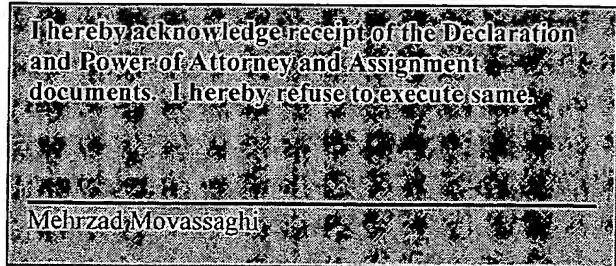 I hereby acknowledge receipt of the Declaration
and Power of Attorney and Assignment
documents. I hereby refuse to execute same.
Mehrzad Movassaghi